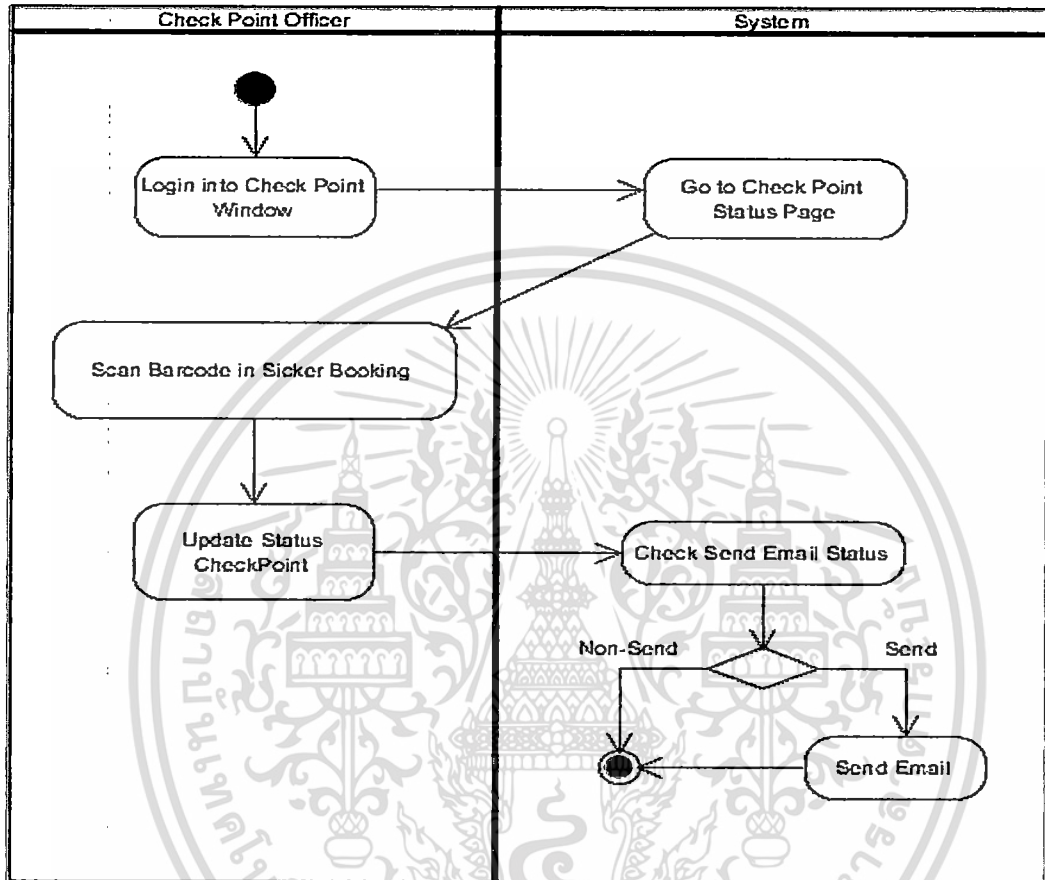 Check Point Officer
System
Login into Check Point
Window
Go to Check Point
Status Page
Scan Barcode in Sicker Booking
Update Status
CheckPoint
Check Send Email Status
Non-Send
Send
Send Email